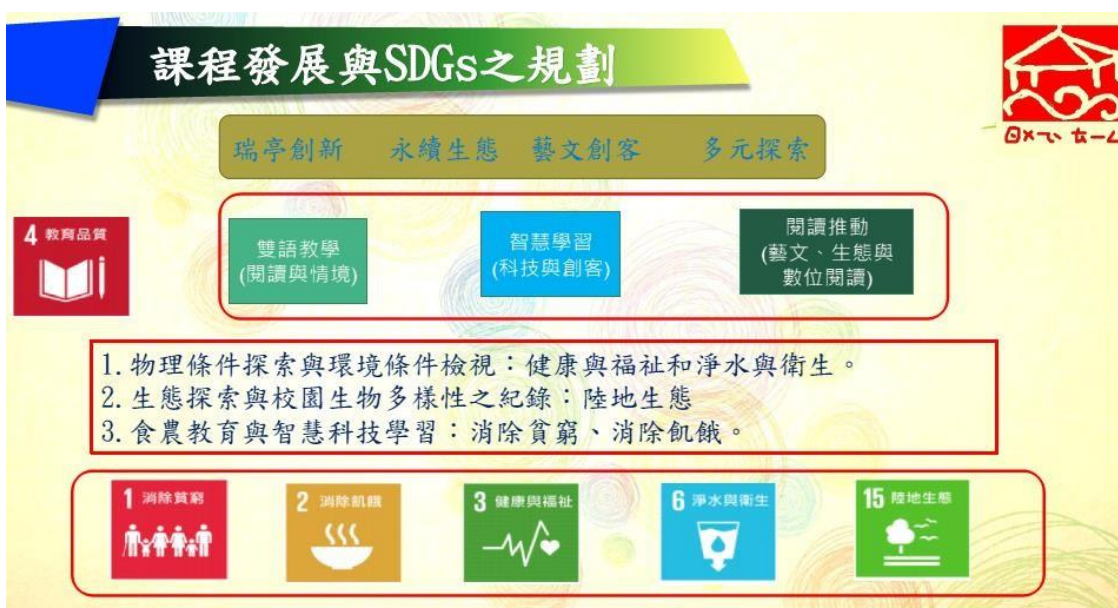 課程發展與SDGs之規劃
ㄖㄨㄟ ㄊㄧㄥ
瑞亭創新 永續生態 藝文創客 多元探索
4 教育品質
雙語教學
(閱讀與情境)
智慧學習
(科技與創客)
閱讀推動
(藝文、生態與
數位閱讀)
1.物理條件探索與環境條件檢視：健康與福祉和淨水與衛生。
2.生態探索與校園生物多樣性之紀錄：陸地生態
3.食農教育與智慧科技學習：消除貧窮、消除飢餓。
1 消除貧窮
2 消除飢餓
3 健康與福祉
6 淨水與衛生
15 陸地生態